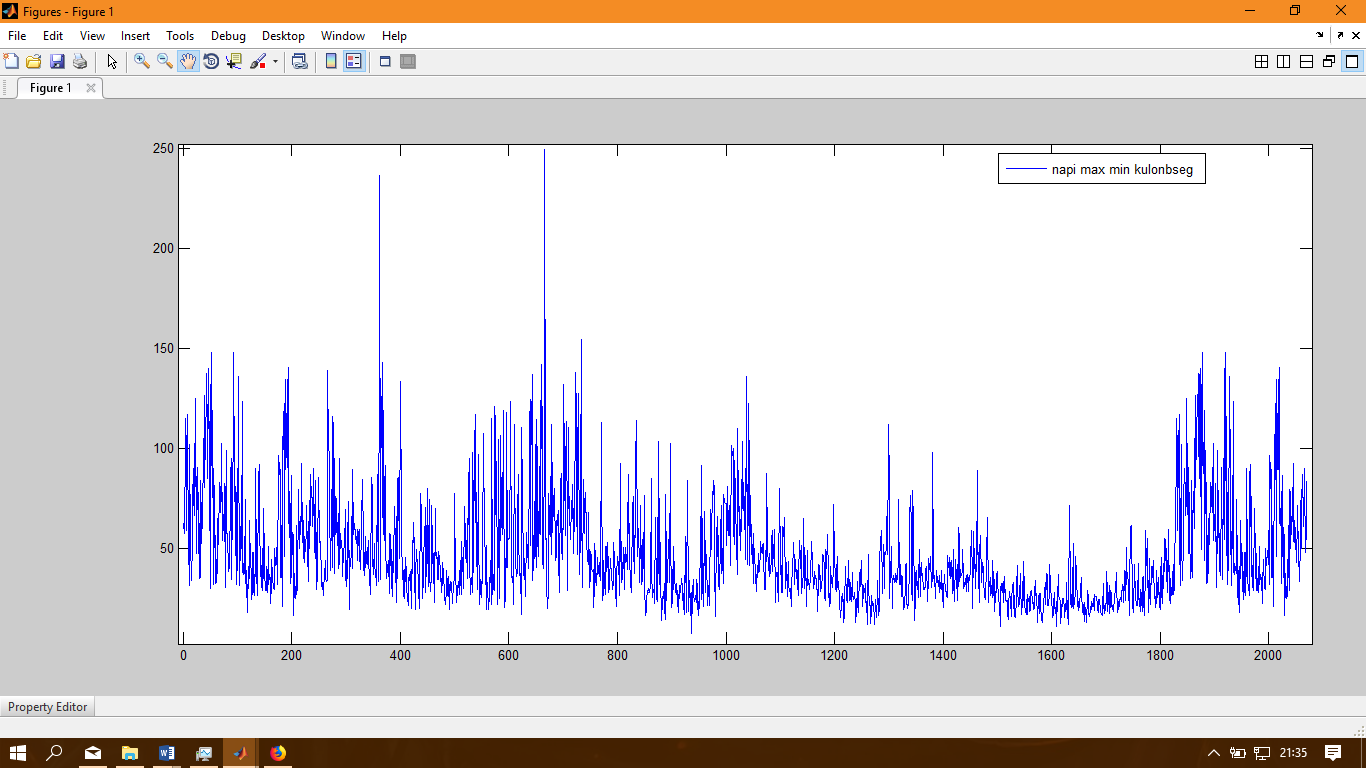 Figures - Figure 1
File Edit View Insert Tools Debug Desktop Window Help
Figure 1
250
200
150
100
50
0 200 400 600 800 1000 1200 1400 1600 1800 2000
napi max min kulonbseg
Property Editor
21:35